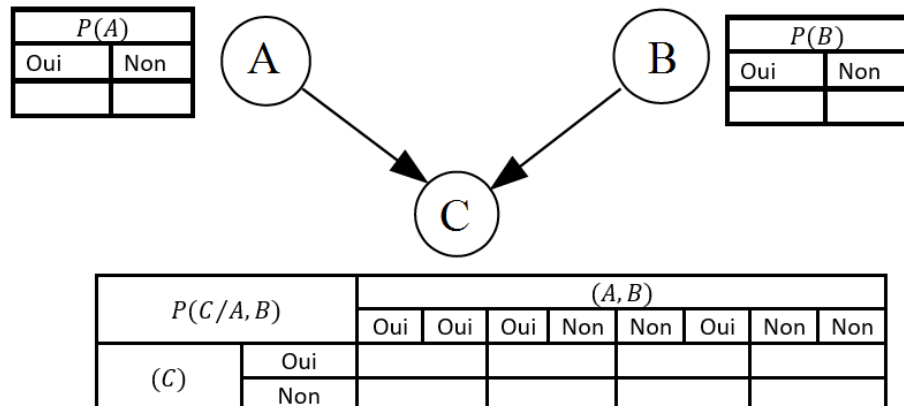 P(A)
Oui Non
A
B
P(B)
Oui Non
C
P(C/A,B)
(A,B)
Oui Oui Oui Non Non Oui Non Non
(C)
Oui
Non